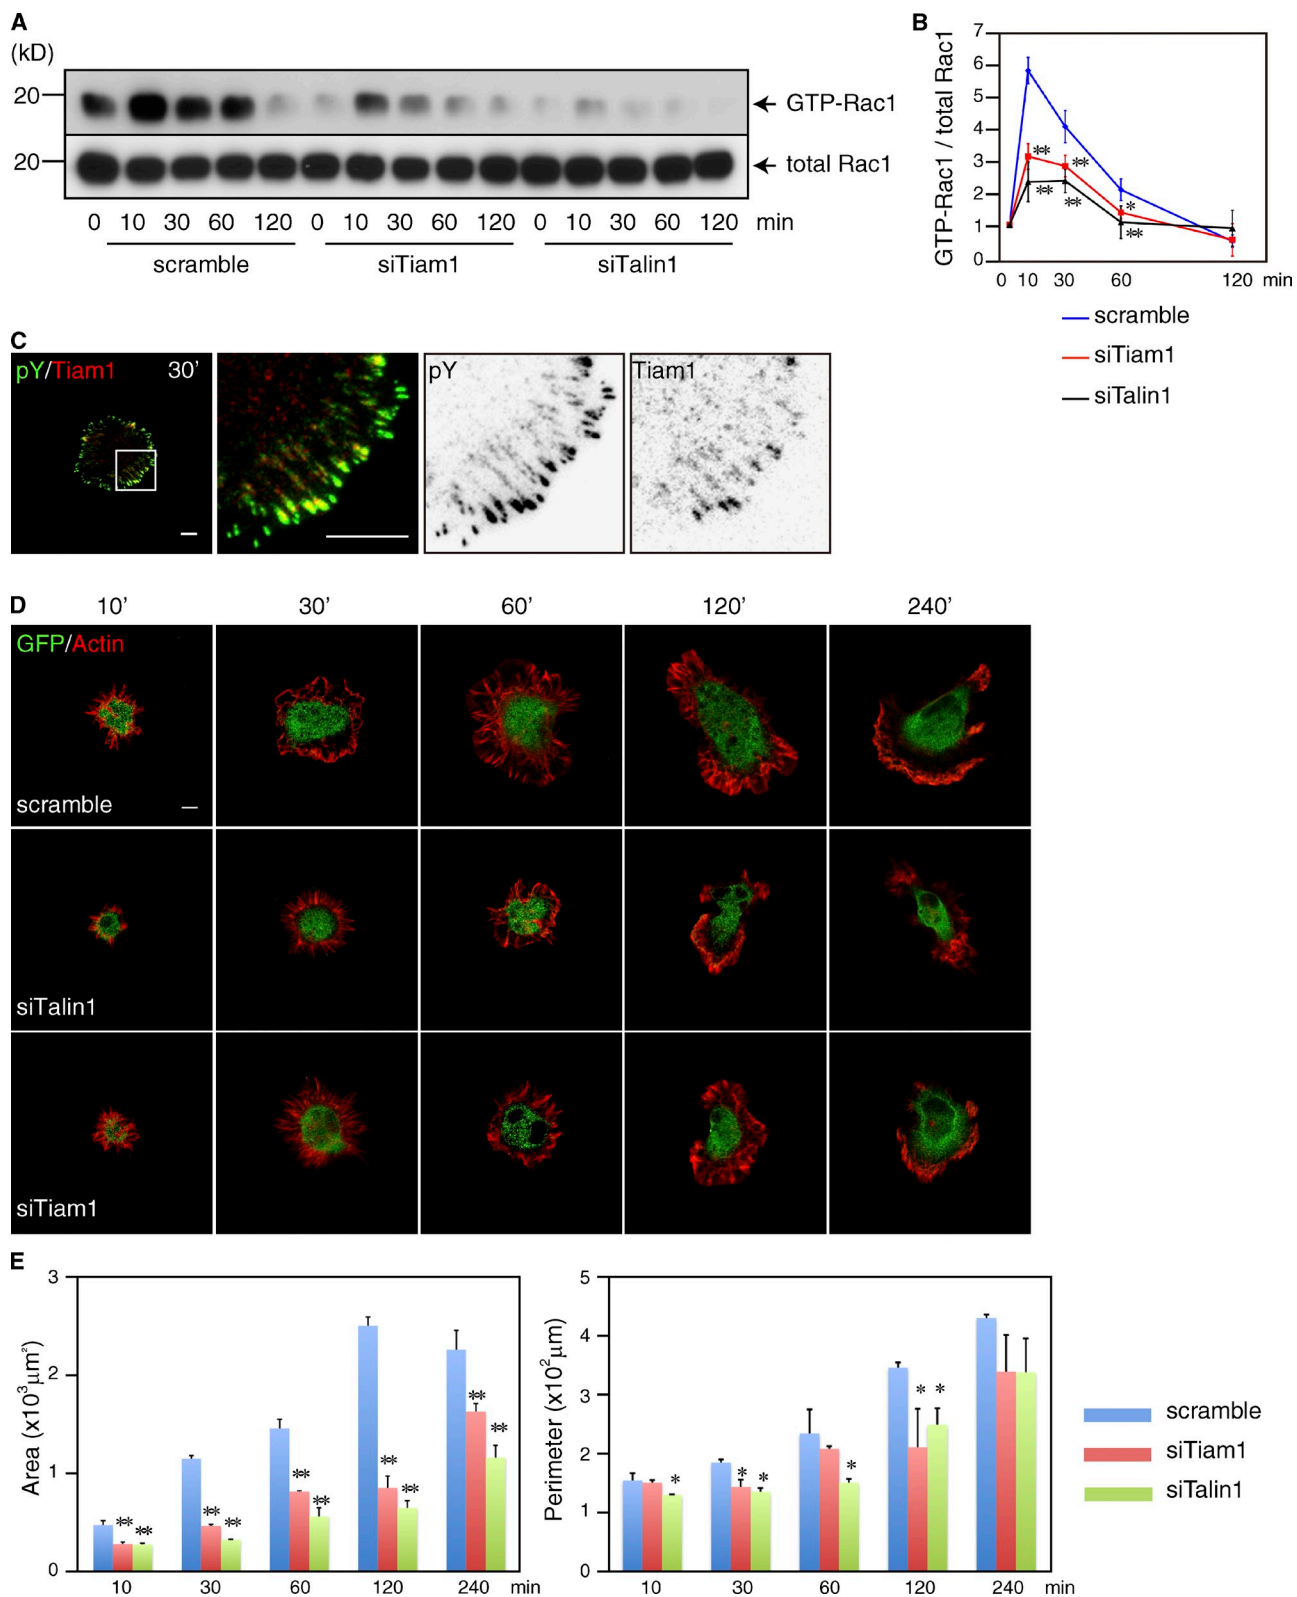 A
(kD)
20
GTP-Rac1
20
total Rac1
0 10 30 60 120 0 10 30 60 120 0 10 30 60 120 min
scramble siTiam1 siTalin1
B
GTP-Rac1 / total Rac1
7
6
5
4
3
2
1
0
**
**
**
**
*
**
0 10 30 60 120 min
scramble
siTiam1
siTalin1
C
pY/Tiam1 30’
pY
Tiam1
D
10’ 30’ 60’ 120’ 240’
GFP/Actin
scramble
siTalin1
siTiam1
E
Area (x10³μm²)
3
2
1
0
** ** ** ** ** ** ** ** ** **
10 30 60 120 240 min
Perimeter (x10²μm)
5
4
3
2
1
0
* * * * * *
10 30 60 120 240 min
scramble
siTiam1
siTalin1